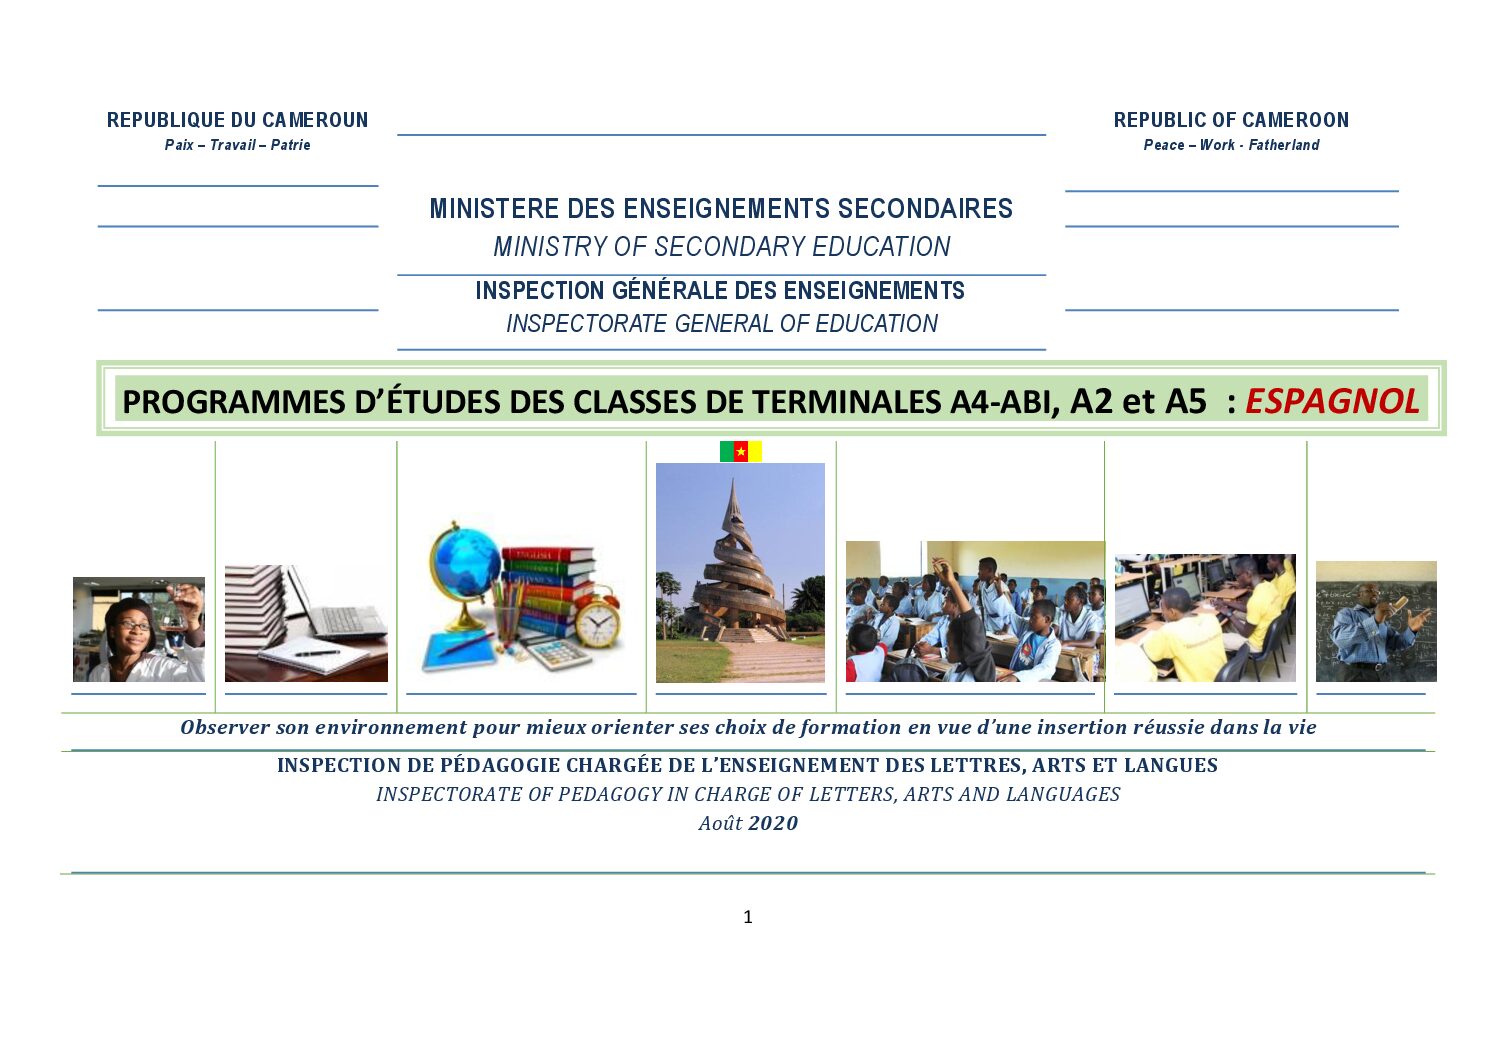 REPUBLIQUE DU CAMEROUN
Paix – Travail – Patrie
REPUBLIC OF CAMEROON
Peace – Work - Fatherland
MINISTERE DES ENSEIGNEMENTS SECONDAIRES
MINISTRY OF SECONDARY EDUCATION
INSPECTION GÉNÉRALE DES ENSEIGNEMENTS
INSPECTORATE GENERAL OF EDUCATION
PROGRAMMES D’ÉTUDES DES CLASSES DE TERMINALES A4-ABI, A2 et A5 : ESPAGNOL
ENGLISH
Observer son environnement pour mieux orienter ses choix de formation en vue d’une insertion réussie dans la vie
INSPECTION DE PÉDAGOGIE CHARGÉE DE L’ENSEIGNEMENT DES LETTRES, ARTS ET LANGUES
INSPECTORATE OF PEDAGOGY IN CHARGE OF LETTERS, ARTS AND LANGUAGES
Août 2020
1